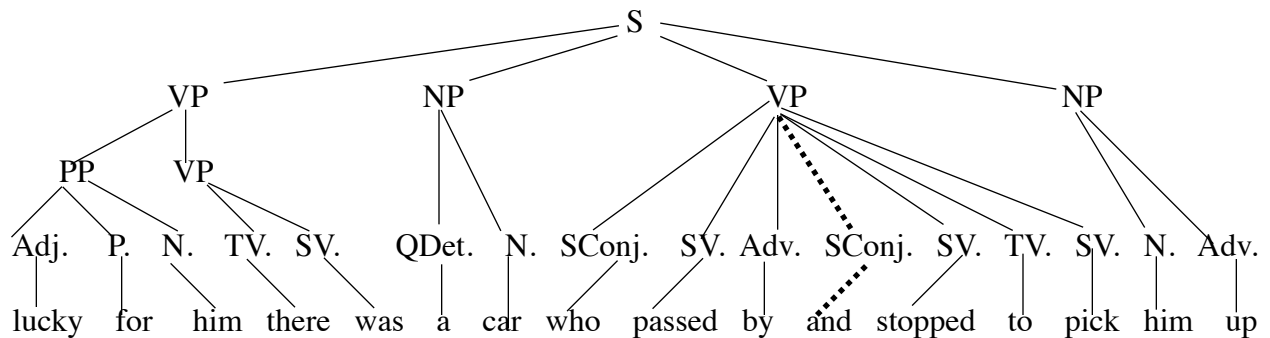 S
VP NP VP NP
PP VP
Adj. P. N. TV. SV. QDet. N. SConj. SV. Adv. SConj. SV. TV. SV. N. Adv.
lucky for him there was a car who passed by and stopped to pick him up